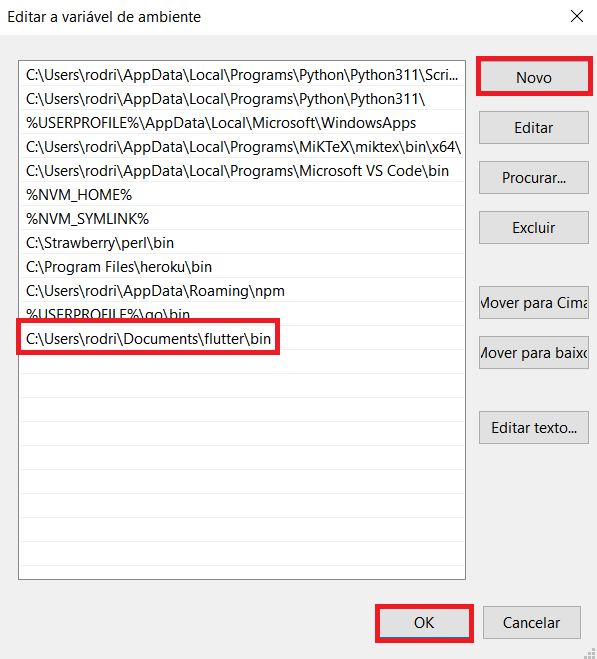 Editar a variável de ambiente
C:\Users\rodri\AppData\Local\Programs\Python\Python311\Scri...
Novo
C:\Users\rodri\AppData\Local\Programs\Python\Python311\
%USERPROFILE%\AppData\Local\Microsoft\WindowsApps
Editar
C:\Users\rodri\AppData\Local\Programs\MiKTeX\miktex\bin\x64\
C:\Users\rodri\AppData\Local\Programs\Microsoft VS Code\bin
Procurar...
%NVM_HOME%
%NVM_SYMLINK%
Excluir
C:\Strawberry\perl\bin
C:\Program Files\heroku\bin
C:\Users\rodri\AppData\Roaming\npm
Mover para Cima
%USERPROFILE%\go\bin
C:\Users\rodri\Documents\flutter\bin
Mover para baixo
Editar texto...
OK
Cancelar